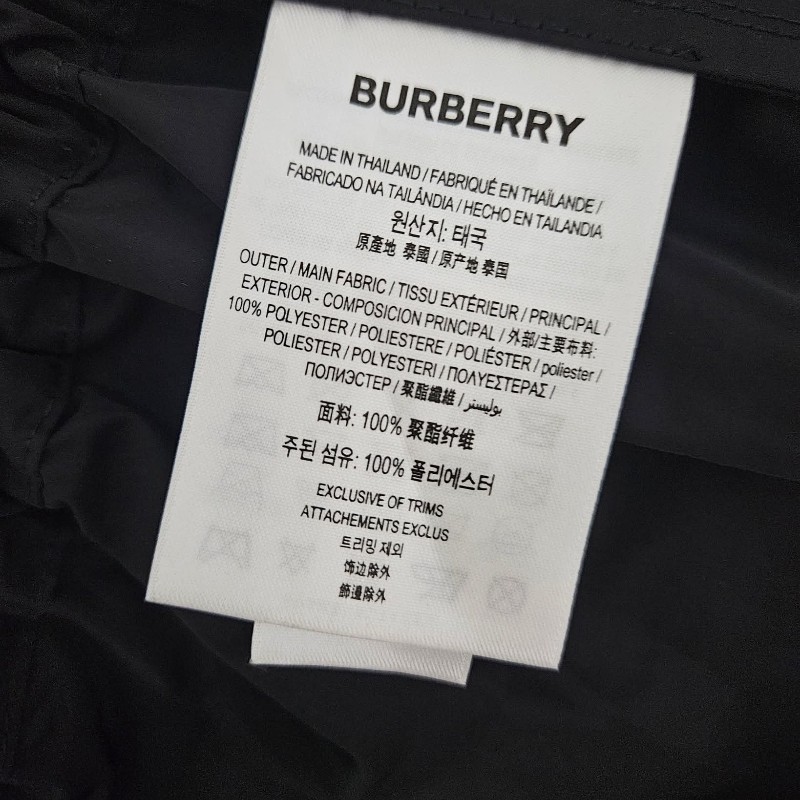 BURBERRY
MADE IN THAILAND / FABRIQUÉ EN THAÏLANDE /
FABRICADO NA TAILÂNDIA / HECHO EN TAILANDIA
원산지: 태국
原產地 泰國 / 原产地 泰国
OUTER / MAIN FABRIC / TISSU EXTÉRIEUR / PRINCIPAL /
EXTERIOR - COMPOSICION PRINCIPAL / 外部/主要布料:
100% POLYESTER / POLIESTERE / POLIÉSTER / poliester /
POLIESTER / POLYESTERI / ΠΟΛΥΕΣΤΕΡΑΣ /
ПОЛИЭСТЕР / 聚酯纖維 / بوليستر
面料: 100% 聚酯纤维
주된 섬유: 100% 폴리에스터
EXCLUSIVE OF TRIMS
ATTACHEMENTS EXCLUS
트리밍 제외
饰边除外
飾邊除外